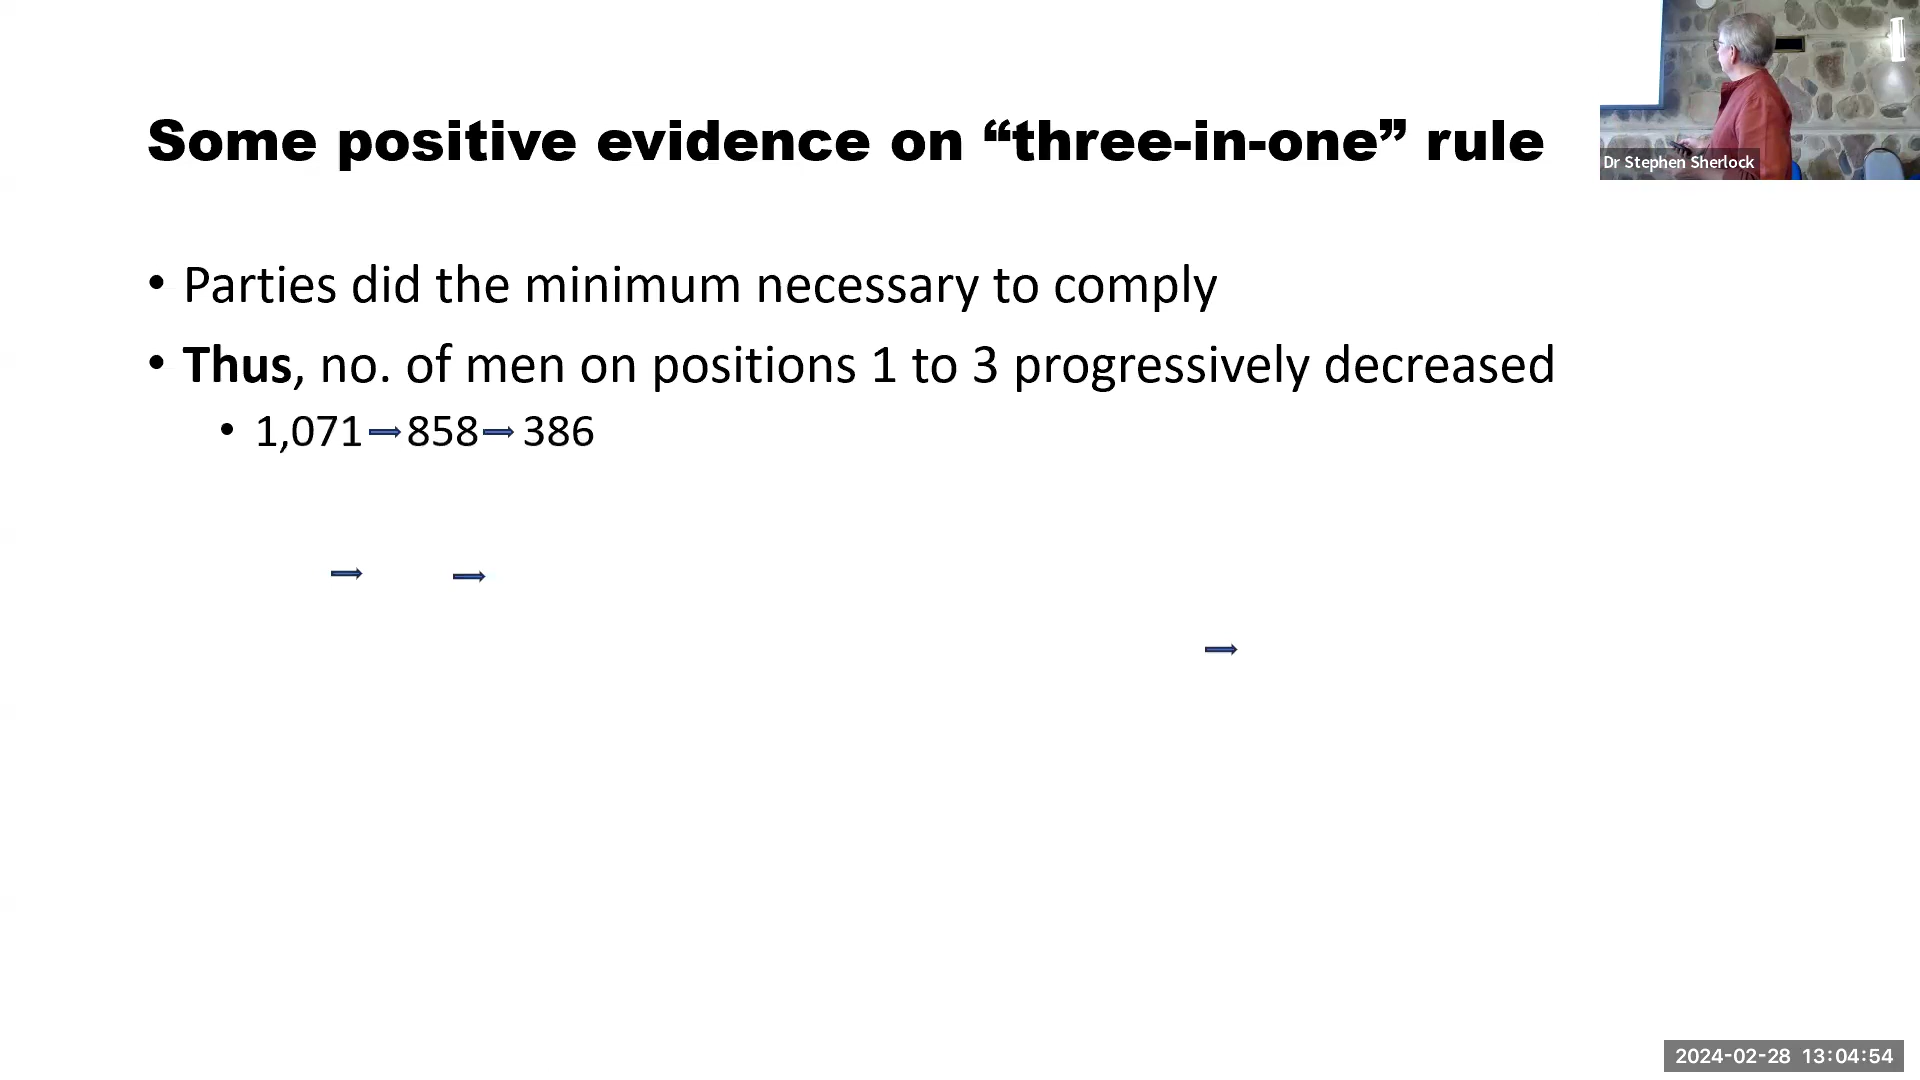 Some positive evidence on “three-in-one” rule
Dr Stephen Sherlock
• Parties did the minimum necessary to comply
• Thus, no. of men on positions 1 to 3 progressively decreased
• 1,071 → 858 → 386
2024-02-28 13:04:54